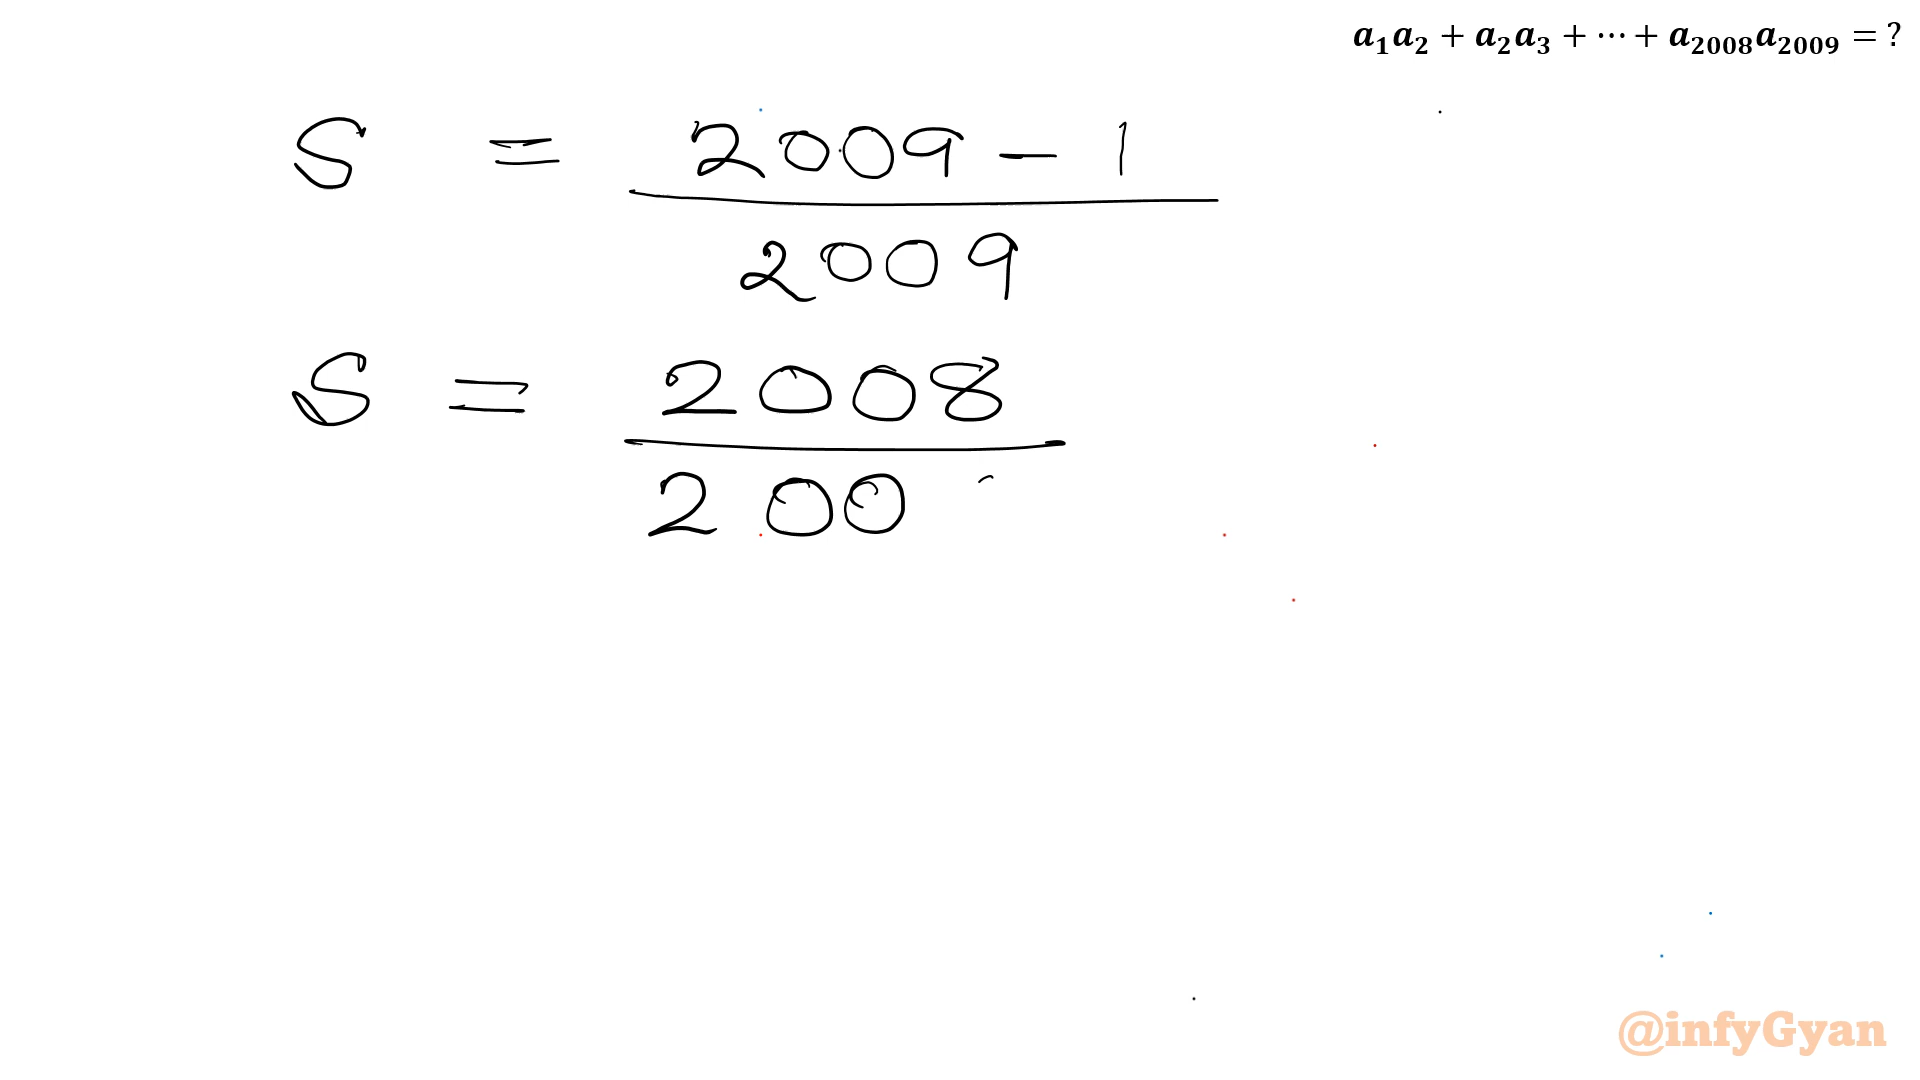 a₁a₂ + a₂a₃ + ⋯ + a₂₀₀₈a₂₀₀₉ = ?
S = 2009 - 1
2009
S = 2008
200
@infyGyan